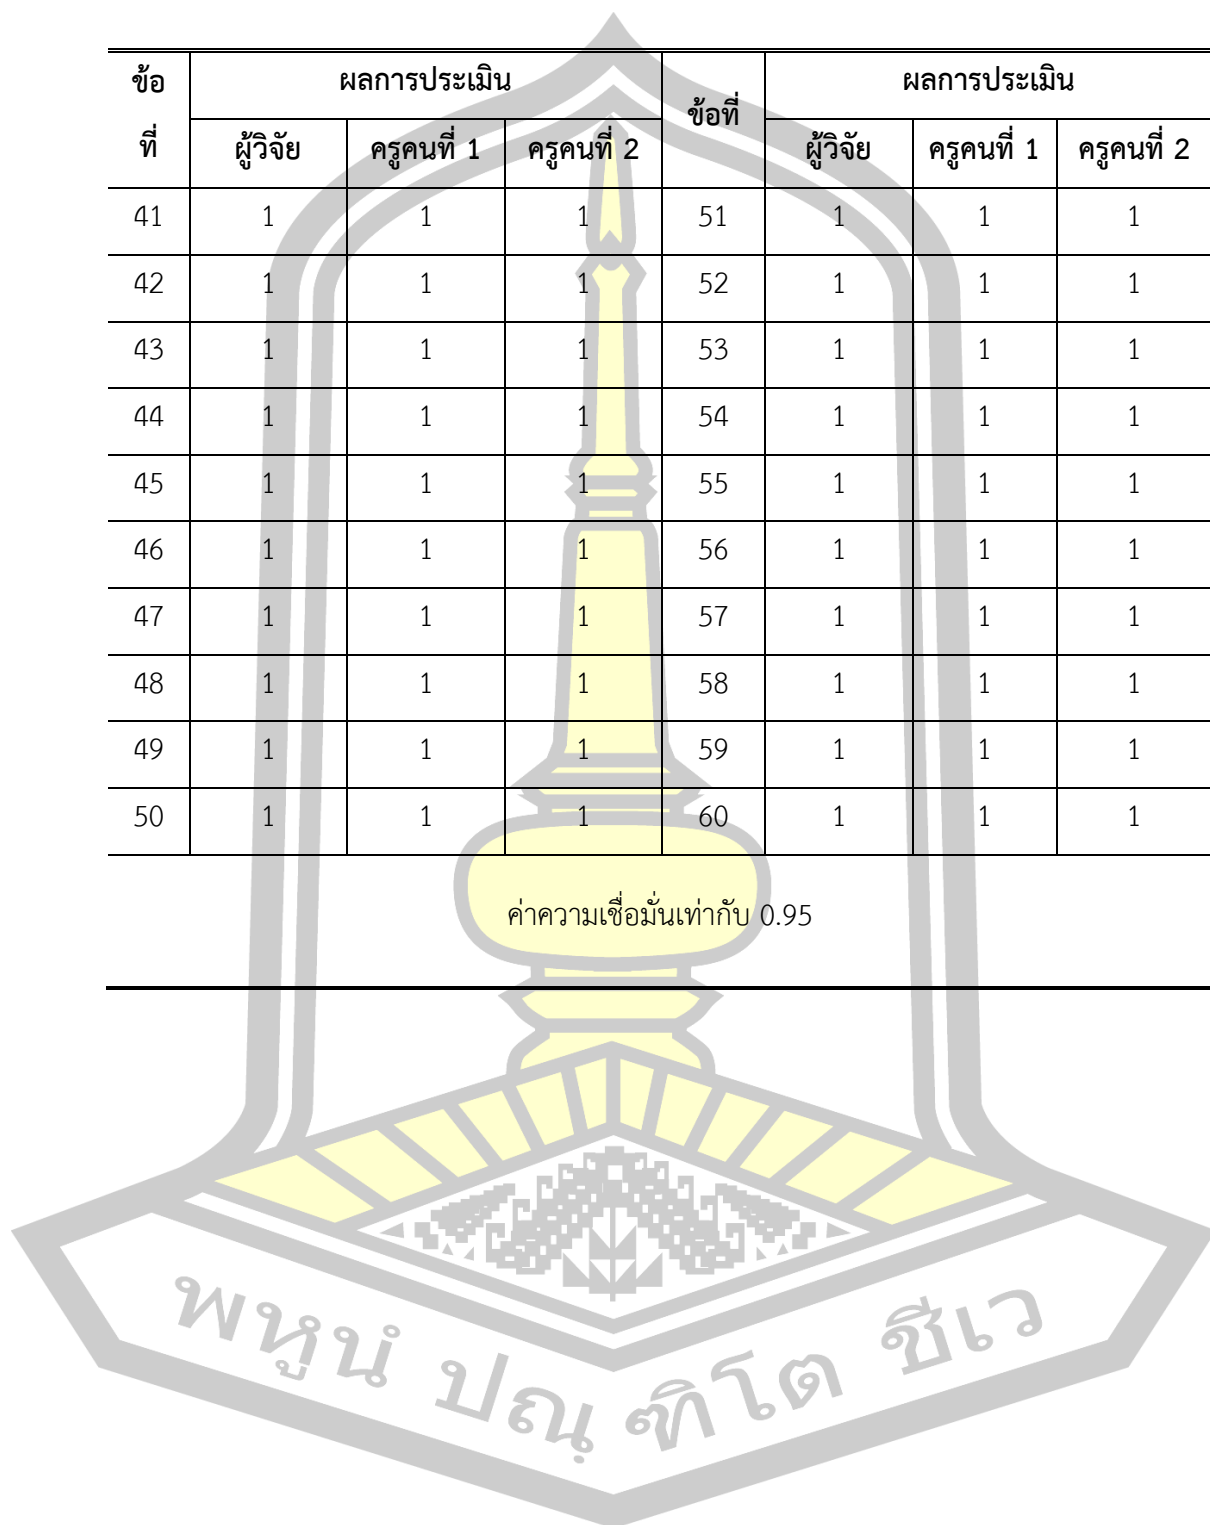 ข้อที่ ผลการประเมิน ข้อที่ ผลการประเมิน
ผู้วิจัย ครูคนที่ 1 ครูคนที่ 2 ผู้วิจัย ครูคนที่ 1 ครูคนที่ 2
41 1 1 1 51 1 1 1
42 1 1 1 52 1 1 1
43 1 1 1 53 1 1 1
44 1 1 1 54 1 1 1
45 1 1 1 55 1 1 1
46 1 1 1 56 1 1 1
47 1 1 1 57 1 1 1
48 1 1 1 58 1 1 1
49 1 1 1 59 1 1 1
50 1 1 1 60 1 1 1
ค่าความเชื่อมั่นเท่ากับ 0.95
พหูนํ ปณฺฑิโต ชีเว